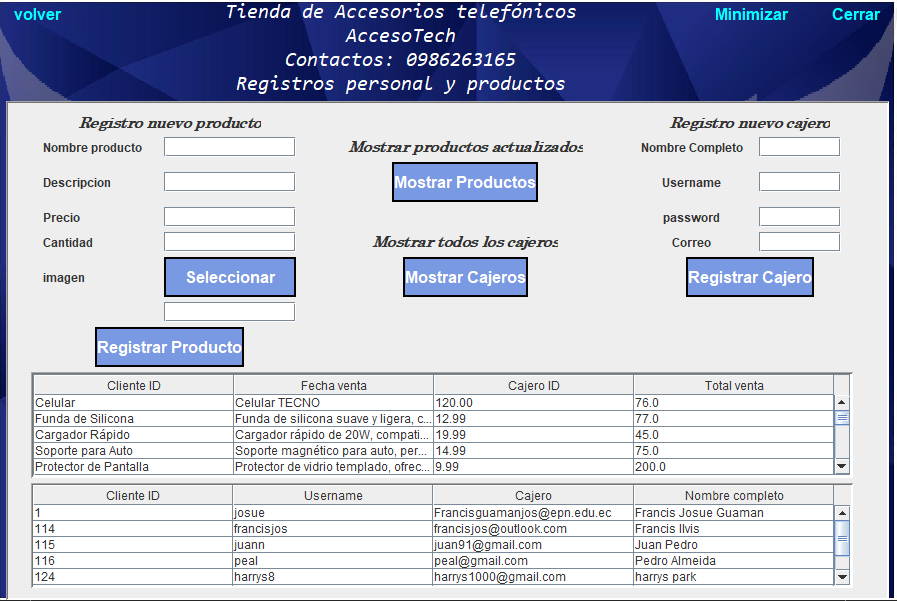 volver
Tienda de Accesorios telefónicos
Minimizar
Cerrar
AccesoTech
Contactos: 0986263165
Registros personal y productos
Registro nuevo producto
Registro nuevo cajero
Nombre producto
Mostrar productos actualizados
Nombre Completo
Descripcion
Mostrar Productos
Username
Precio
password
Cantidad
Mostrar todos los cajeros
Correo
imagen
Seleccionar
Mostrar Cajeros
Registrar Cajero
Registrar Producto
Cliente ID Fecha venta Cajero ID Total venta
Celular Celular TECNO 120.00 76.0
Funda de Silicona Funda de silicona suave y ligera, c... 12.99 77.0
Cargador Rápido Cargador rápido de 20W, compati... 19.99 45.0
Soporte para Auto Soporte magnético para auto, per... 14.99 75.0
Protector de Pantalla Protector de vidrio templado, ofrec... 9.99 200.0
Cliente ID Username Cajero Nombre completo
1 josue Francisguamanjos@epn.edu.ec Francis Josue Guaman
114 francisjos francisjos@outlook.com Francis Ilvis
115 juann juan91@gmail.com Juan Pedro
116 peal peal@gmail.com Pedro Almeida
124 harrys8 harrys1000@gmail.com harrys park